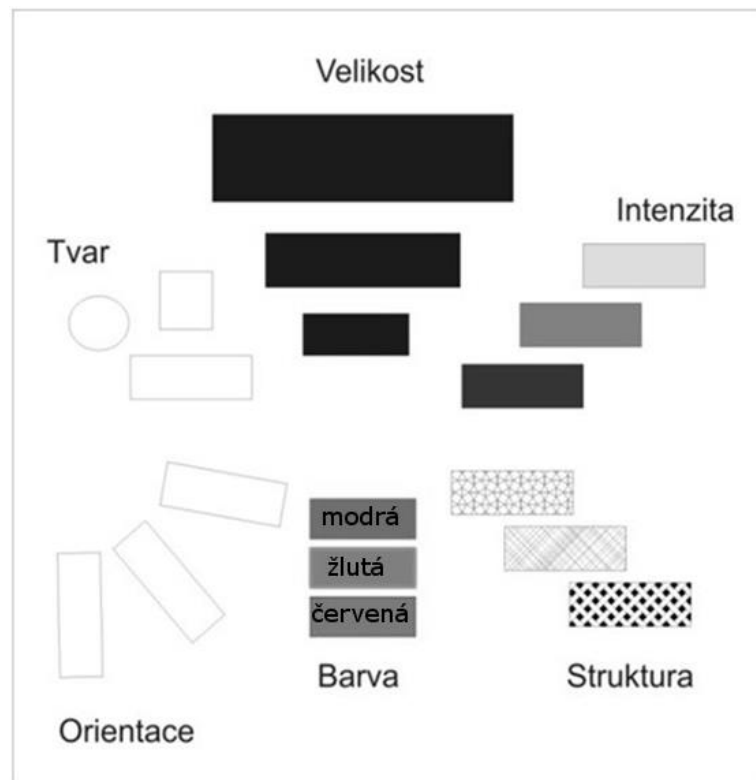 Velikost
Intenzita
Tvar
modrá
žlutá
červená
Barva
Struktura
Orientace